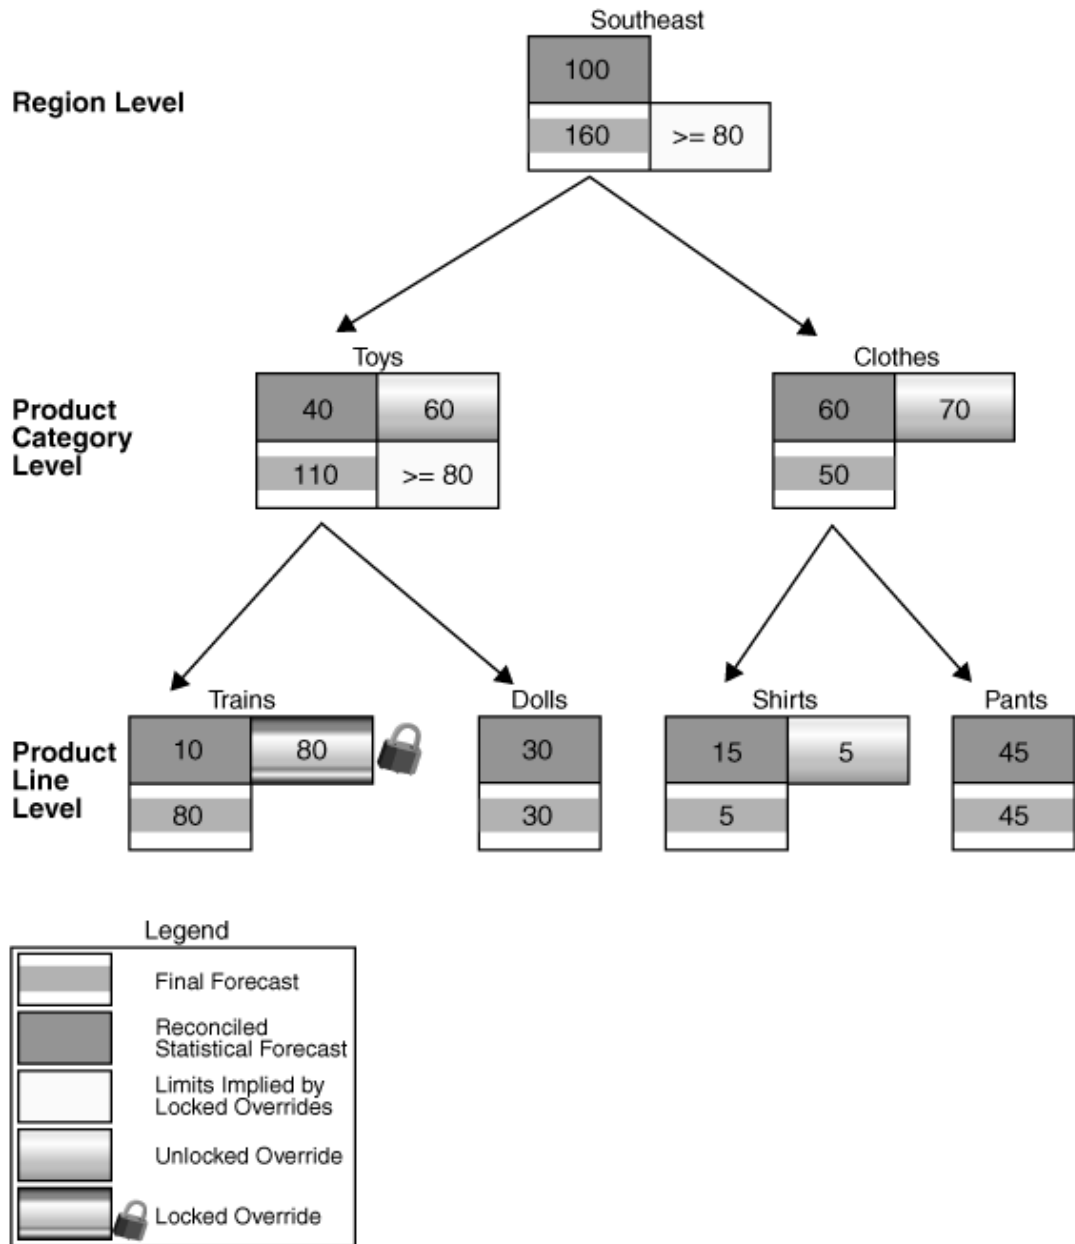 Southeast
100
Region Level
160
>= 80
Toys
Clothes
40
60
60
70
Product
Category
Level
110
>= 80
50
Trains
Dolls
Shirts
Pants
10
80
30
15
5
45
Product
Line
Level
80
30
5
45
Legend
Final Forecast
Reconciled
Statistical Forecast
Limits Implied by
Locked Overrides
Unlocked Override
Locked Override